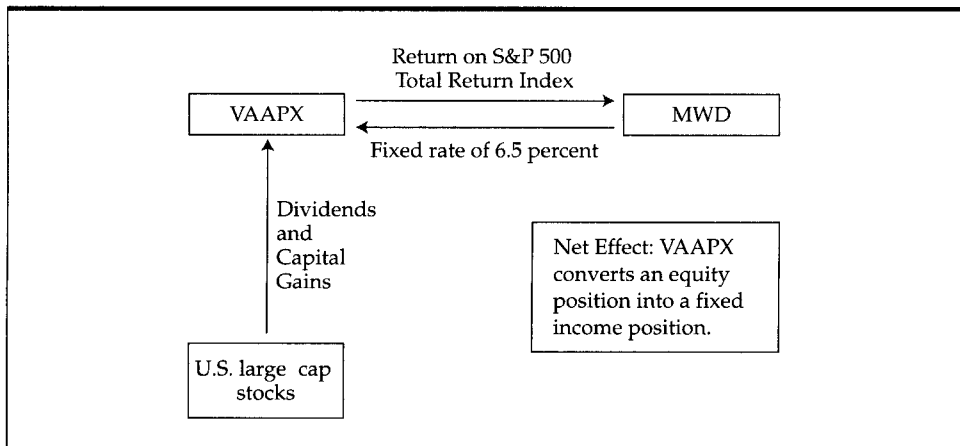 Return on S&P 500
Total Return Index
VAAPX
MWD
Fixed rate of 6.5 percent
Dividends
and
Capital
Gains
Net Effect: VAAPX
converts an equity
position into a fixed
income position.
U.S. large cap
stocks